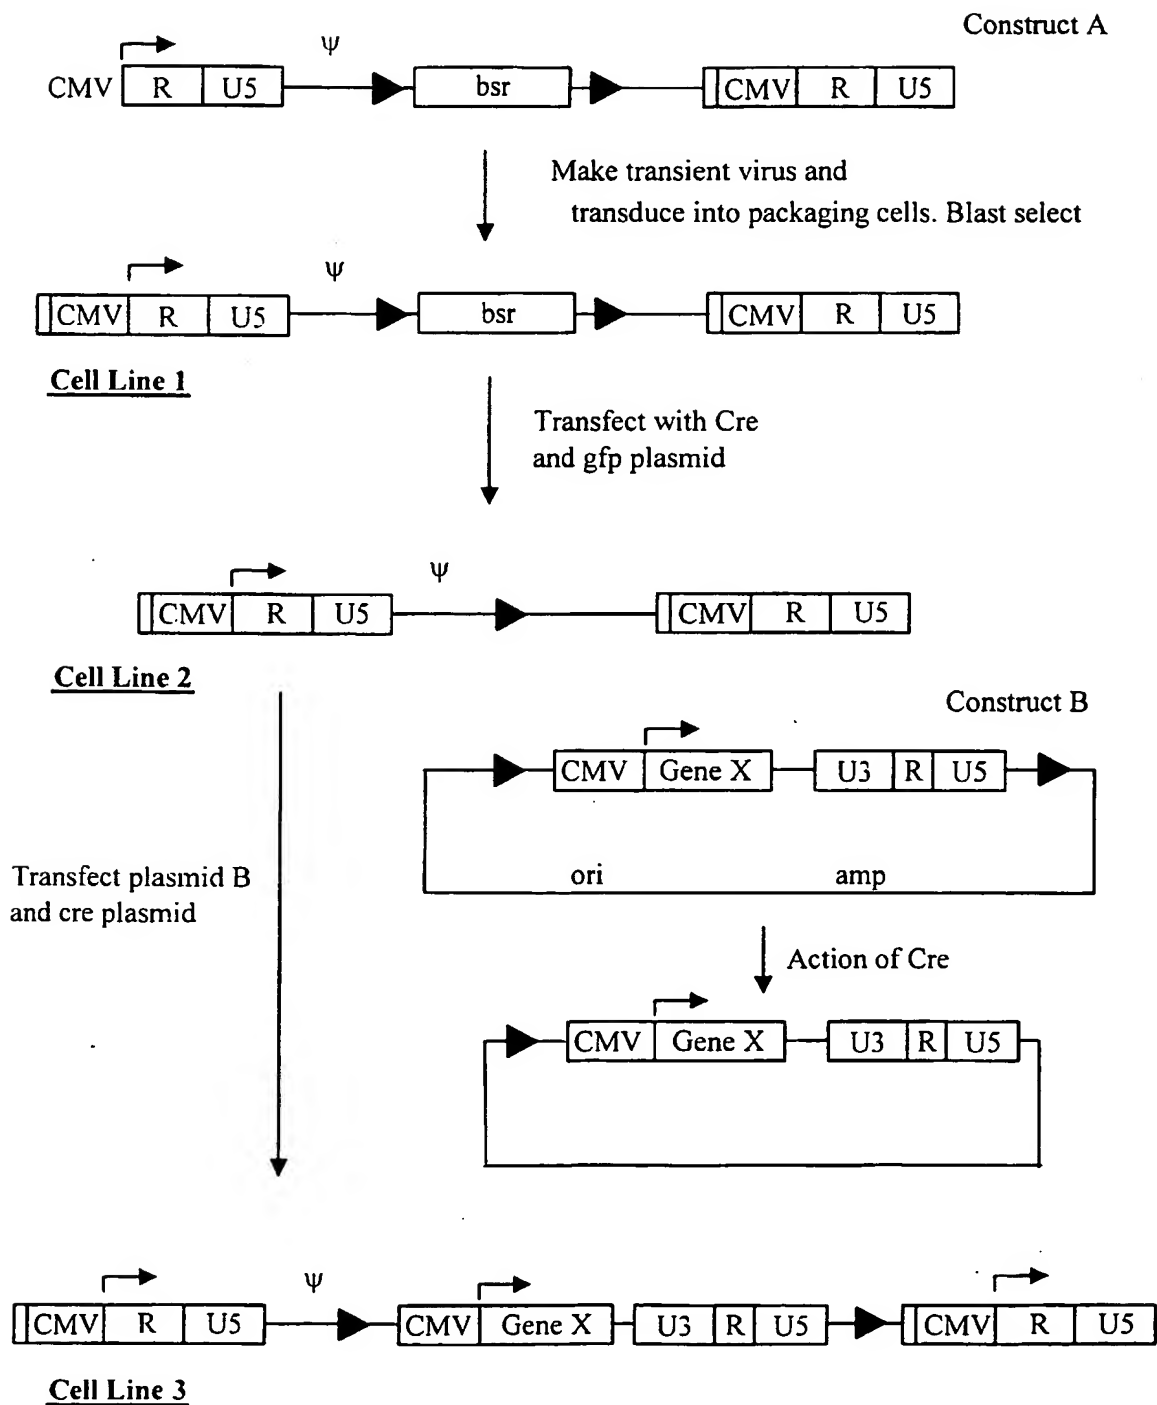 Construct A
ψ
CMV R U5 bsr CMV R U5
Make transient virus and
transduce into packaging cells. Blast select
ψ
CMV R U5 bsr CMV R U5
Cell Line 1
Transfect with Cre
and gfp plasmid
ψ
CMV R U5 CMV R U5
Cell Line 2
Construct B
CMV Gene X U3 R U5
ori amp
Transfect plasmid B
and cre plasmid
Action of Cre
CMV Gene X U3 R U5
ψ
CMV R U5 CMV Gene X U3 R U5 CMV R U5
Cell Line 3